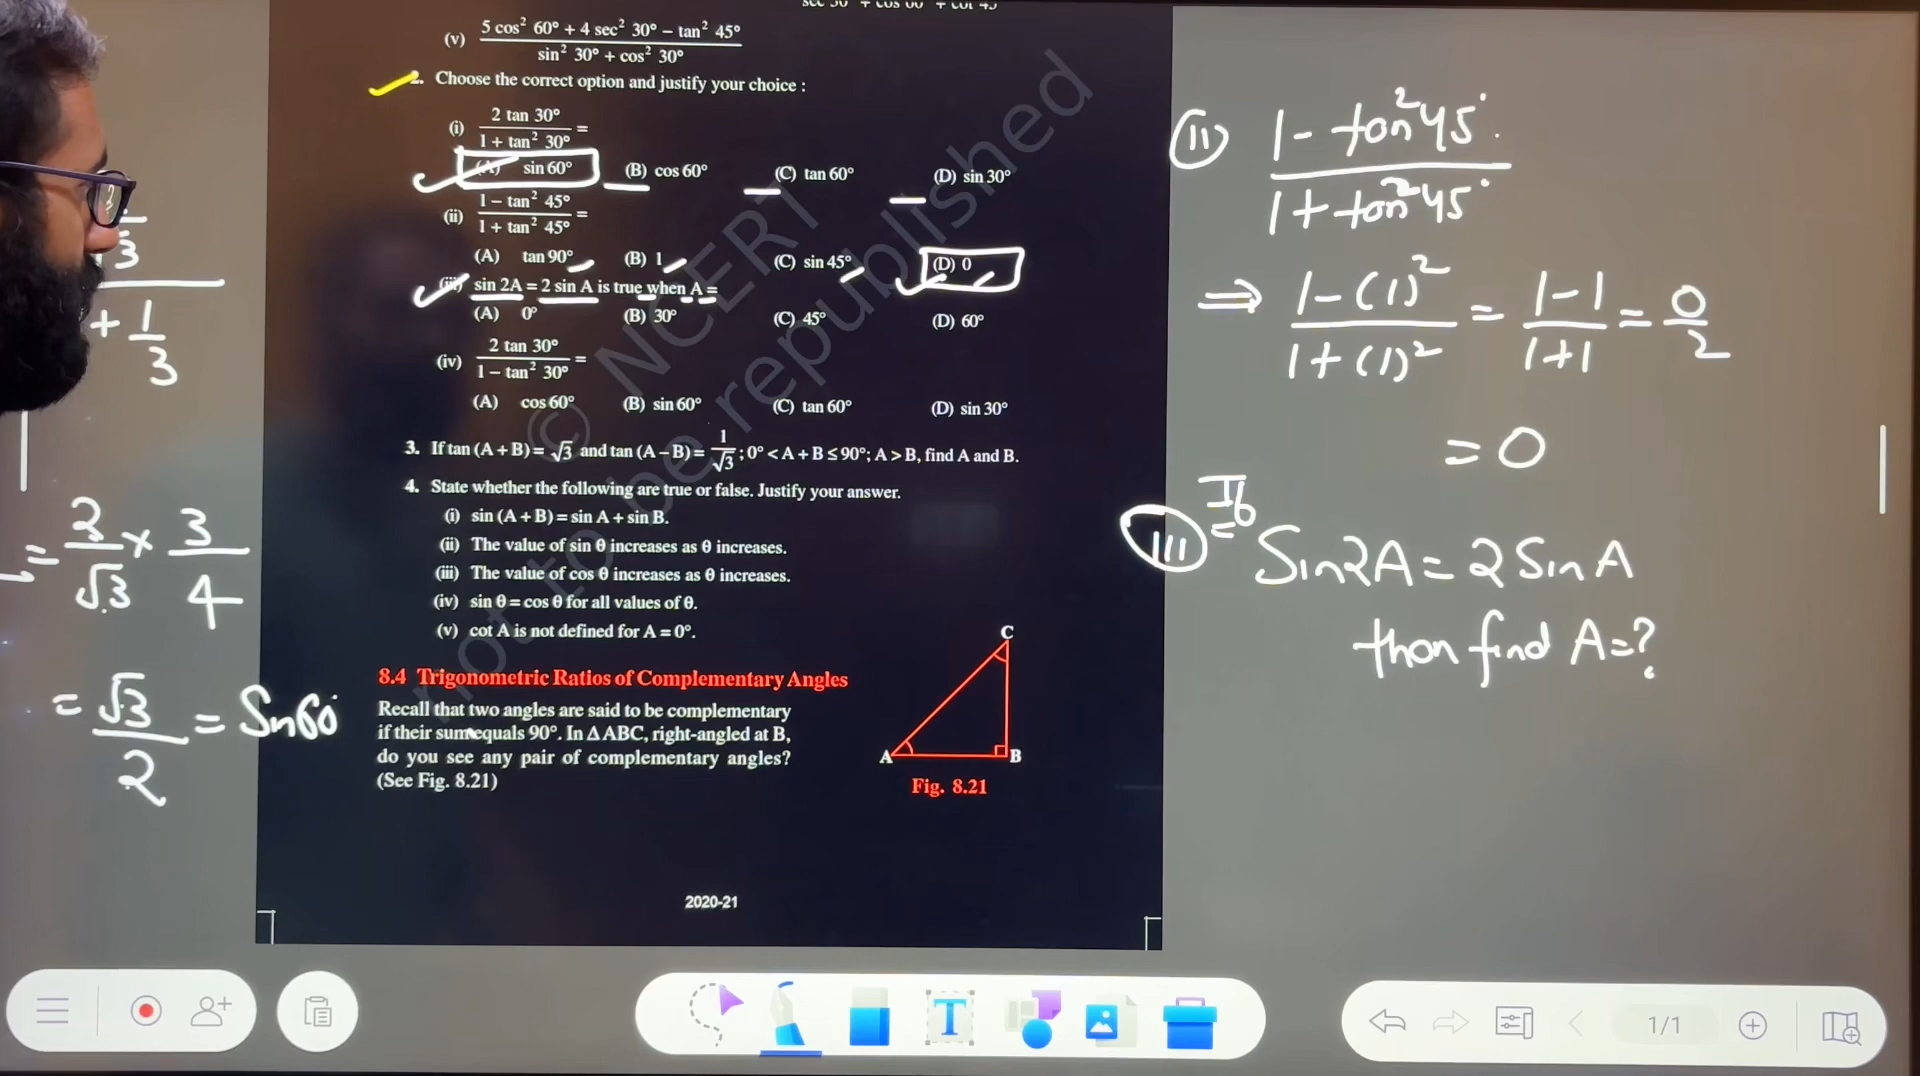 (v) 5 cos² 60° + 4 sec² 30° − tan² 45°
sin² 30° + cos² 30°
2. Choose the correct option and justify your choice :
(i) 2 tan 30° =
1 + tan² 30°
(A) sin 60° (B) cos 60° (C) tan 60° (D) sin 30°
(ii) 1 − tan² 45° =
1 + tan² 45°
(A) tan 90° (B) 1 (C) sin 45° (D) 0
(iii) sin 2A = 2 sin A is true when A =
(A) 0° (B) 30° (C) 45° (D) 60°
(iv) 2 tan 30° =
1 − tan² 30°
(A) cos 60° (B) sin 60° (C) tan 60° (D) sin 30°
3. If tan (A + B) = √3 and tan (A – B) = 1/√3 ; 0° < A + B ≤ 90°; A > B, find A and B.
4. State whether the following are true or false. Justify your answer.
(i) sin (A + B) = sin A + sin B.
(ii) The value of sin θ increases as θ increases.
(iii) The value of cos θ increases as θ increases.
(iv) sin θ = cos θ for all values of θ.
(v) cot A is not defined for A = 0°.
8.4 Trigonometric Ratios of Complementary Angles
Recall that two angles are said to be complementary
if their sum equals 90°. In Δ ABC, right-angled at B,
do you see any pair of complementary angles?
(See Fig. 8.21)
C
A B
Fig. 8.21
2020-21
© NCERT
not to be republished
+ 1/3
= 2/√3 × 3/4
= √3/2 = Sin60°
(ii) 1 - tan²45°
1 + tan²45°
⇒ 1-(1)² = 1-1 = 0
1+(1)² 1+1 2
= 0
(iii) If Sin2A = 2SinA
than find A=?
T
1/1